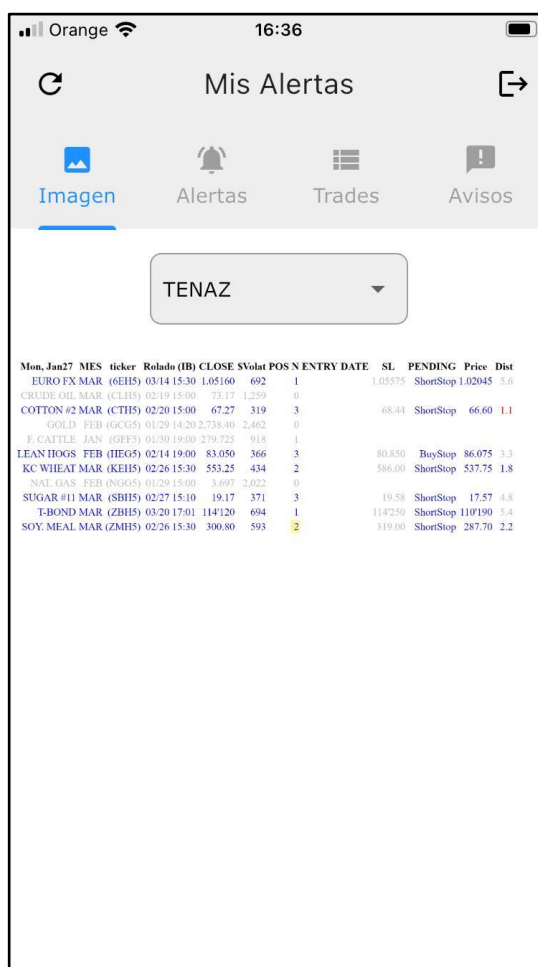 Orange 16:36
Mis Alertas
Imagen Alertas Trades Avisos
TENAZ
Mon, Jan27 MES ticker Rolado (IB) CLOSE $Volat POS N ENTRY DATE SL PENDING Price Dist
EURO FX MAR (6EH5) 03/14 15:30 1.05160 692 1 1.05575 ShortStop 1.02045 5.6
CRUDE OIL MAR (CLH5) 02/19 15:00 73.17 1,259 0
COTTON #2 MAR (CTH5) 02/20 15:00 67.27 319 3 68.44 ShortStop 66.60 1.1
GOLD FEB (GCG5) 01/29 14:20 2,738.40 2,462 0
F. CATTLE JAN (GFF5) 01/30 19:00 279.725 918 1
LEAN HOGS FEB (HEG5) 02/14 19:00 83.050 366 3 80.850 BuyStop 86.075 3.3
KC WHEAT MAR (KEH5) 02/26 15:30 553.25 434 2 586.00 ShortStop 537.75 1.8
NAT. GAS FEB (NGG5) 01/29 15:00 3.697 2,022 0
SUGAR #11 MAR (SBH5) 02/27 15:10 19.17 371 3 19.58 ShortStop 17.57 4.8
T-BOND MAR (ZBH5) 03/20 17:01 114'120 694 1 114'250 ShortStop 110'190 5.4
SOY. MEAL MAR (ZMH5) 02/26 15:30 300.80 593 2 319.00 ShortStop 287.70 2.2